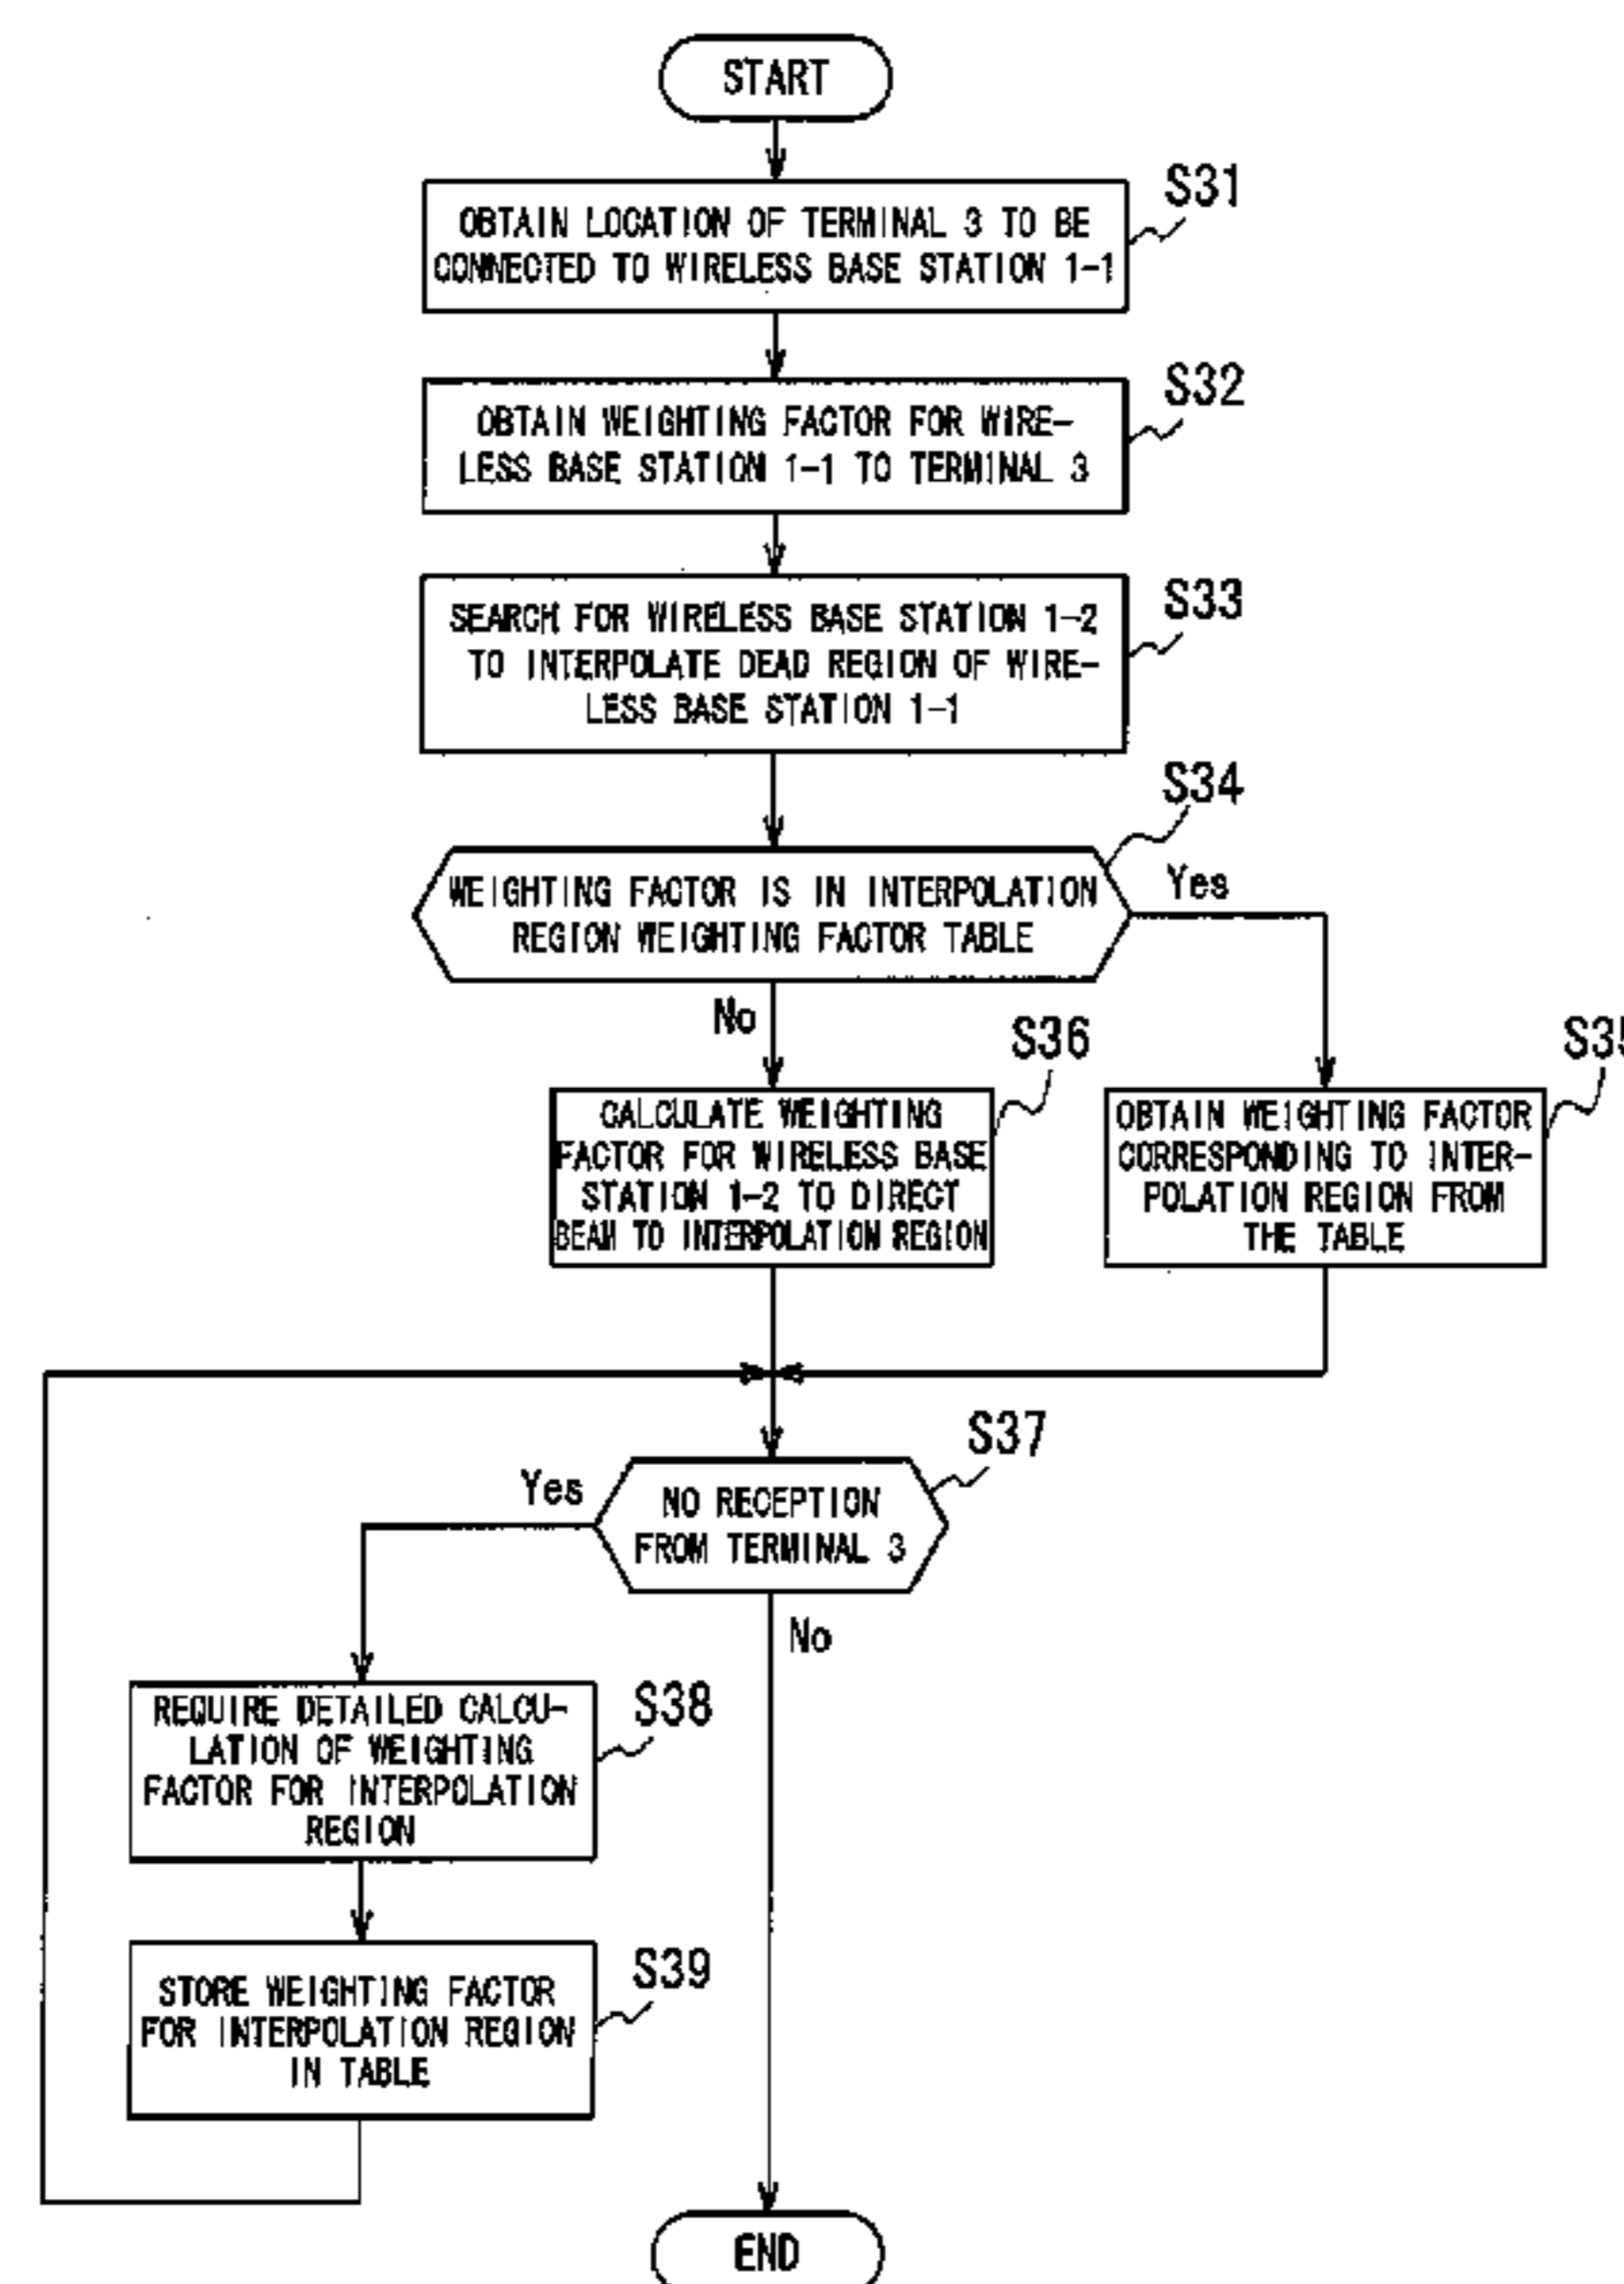 START
S31
OBTAIN LOCATION OF TERMINAL 3 TO BE
CONNECTED TO WIRELESS BASE STATION 1-1
S32
OBTAIN WEIGHTING FACTOR FOR WIRE-
LESS BASE STATION 1-1 TO TERMINAL 3
S33
SEARCH FOR WIRELESS BASE STATION 1-2
TO INTERPOLATE DEAD REGION OF WIRE-
LESS BASE STATION 1-1
S34
WEIGHTING FACTOR IS IN INTERPOLATION
REGION WEIGHTING FACTOR TABLE
Yes
No
S36
CALCULATE WEIGHTING
FACTOR FOR WIRELESS BASE
STATION 1-2 TO DIRECT
BEAM TO INTERPOLATION REGION
S35
OBTAIN WEIGHTING FACTOR
CORRESPONDING TO INTER-
POLATION REGION FROM
THE TABLE
S37
Yes
NO RECEPTION
FROM TERMINAL 3
No
S38
REQUIRE DETAILED CALCU-
LATION OF WEIGHTING
FACTOR FOR INTERPOLATION
REGION
S39
STORE WEIGHTING FACTOR
FOR INTERPOLATION REGION
IN TABLE
END